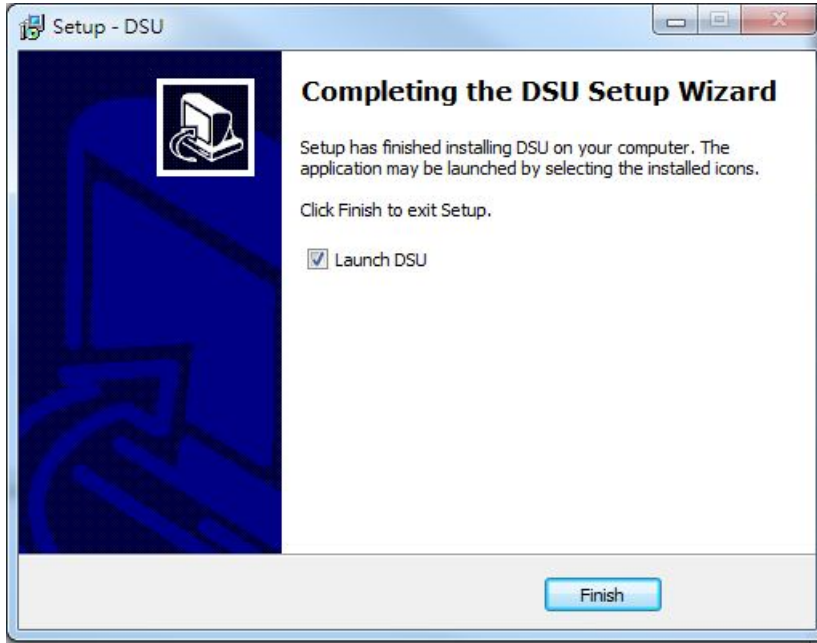 Setup - DSU
Completing the DSU Setup Wizard
Setup has finished installing DSU on your computer. The
application may be launched by selecting the installed icons.
Click Finish to exit Setup.
Launch DSU
Finish